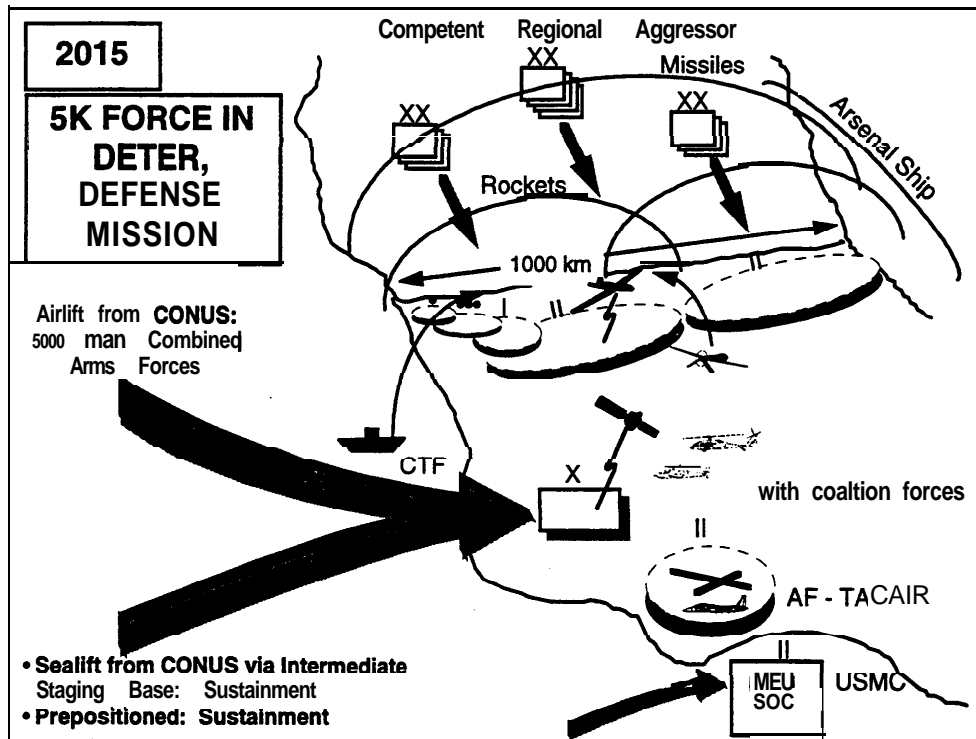 2015
5K FORCE IN
DETER,
DEFENSE
MISSION
Competent Regional Aggressor
XX
XX
XX
Missiles
Arsenal Ship
Rockets
1000 km
I
II
II
Airlift from CONUS:
5000 man Combined
Arms Forces
CTF
X
with coaltion forces
II
AF - TACAIR
• Sealift from CONUS via Intermediate
Staging Base: Sustainment
• Prepositioned: Sustainment
II
MEU
SOC
USMC